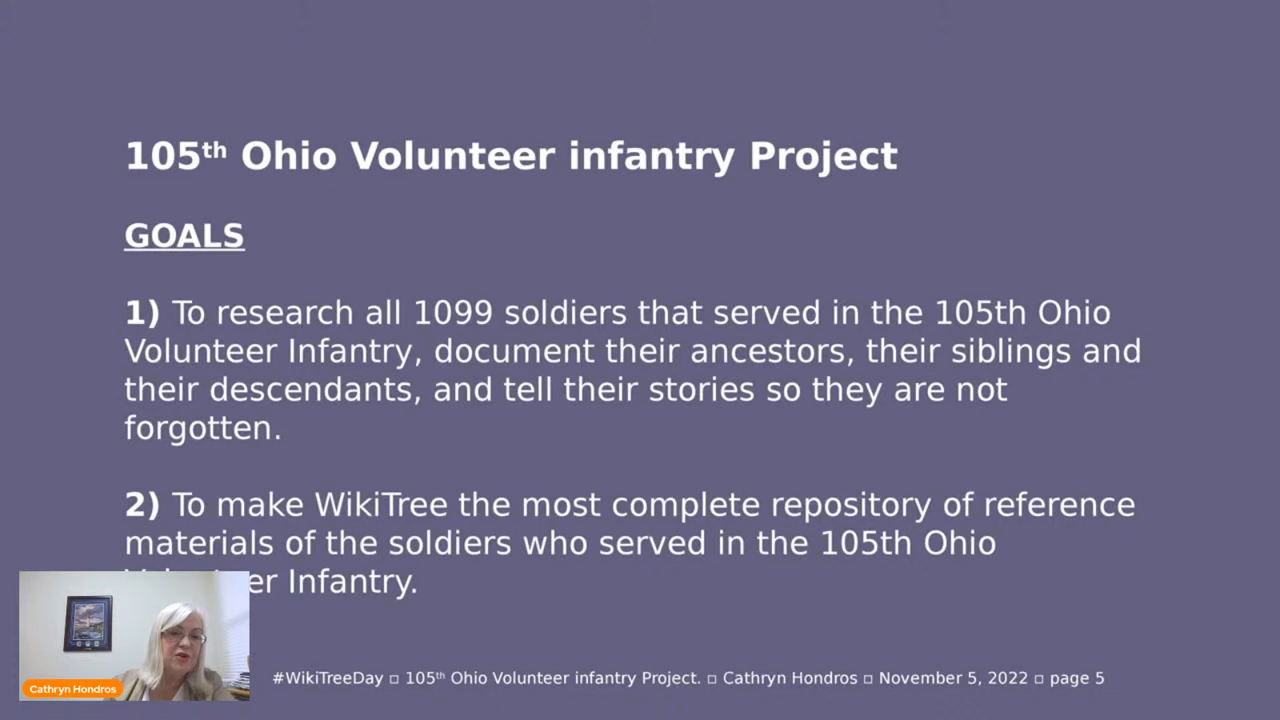 105th Ohio Volunteer infantry Project
GOALS
1) To research all 1099 soldiers that served in the 105th Ohio
Volunteer Infantry, document their ancestors, their siblings and
their descendants, and tell their stories so they are not
forgotten.
2) To make WikiTree the most complete repository of reference
materials of the soldiers who served in the 105th Ohio
Volunteer Infantry.
Cathryn Hondros
#WikiTreeDay □ 105th Ohio Volunteer infantry Project. □ Cathryn Hondros □ November 5, 2022 □ page 5